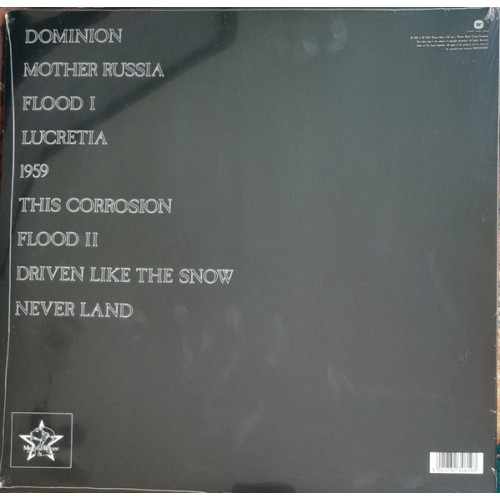 DOMINION
MOTHER RUSSIA
FLOOD I
LUCRETIA
1959
THIS CORROSION
FLOOD II
DRIVEN LIKE THE SNOW
NEVER LAND